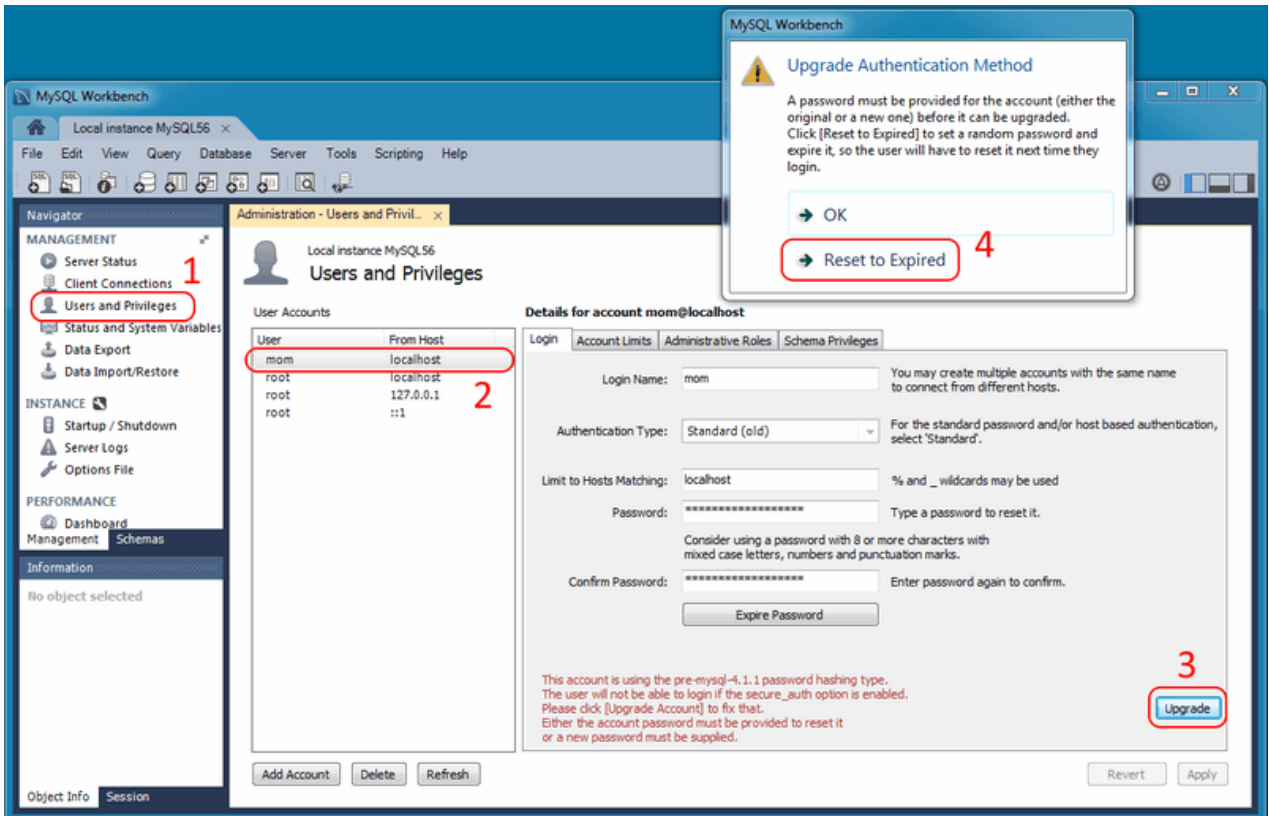 MySQL Workbench
Upgrade Authentication Method
A password must be provided for the account (either the
original or a new one) before it can be upgraded.
Click [Reset to Expired] to set a random password and
expire it, so the user will have to reset it next time they
login.
OK
Reset to Expired
4
MySQL Workbench
Local instance MySQL56
File Edit View Query Database Server Tools Scripting Help
Navigator
MANAGEMENT
Server Status
1
Client Connections
Users and Privileges
Status and System Variables
Data Export
Data Import/Restore
INSTANCE
Startup / Shutdown
Server Logs
Options File
PERFORMANCE
Dashboard
Management Schemas
Information
No object selected
Object Info Session
Administration - Users and Privil...
Local instance MySQL56
Users and Privileges
User Accounts
User From Host
mom localhost
root localhost
root 127.0.0.1
root ::1
2
Add Account Delete Refresh
Details for account mom@localhost
Login Account Limits Administrative Roles Schema Privileges
Login Name: mom
You may create multiple accounts with the same name
to connect from different hosts.
Authentication Type: Standard (old)
For the standard password and/or host based authentication,
select 'Standard'.
Limit to Hosts Matching: localhost % and _ wildcards may be used
Password: ****************** Type a password to reset it.
Consider using a password with 8 or
more characters with
mixed case letters, numbers and punctuation marks.
Confirm Password: ****************** Enter password again to confirm.
Expire Password
This account is using the pre-mysql-4.1.1 password hashing type.
The user will not be able to login if the secure_auth option is enabled.
Please click [Upgrade Account] to fix that.
Either the account password must be provided to reset it
or a new password must be supplied.
3
Upgrade
Revert Apply